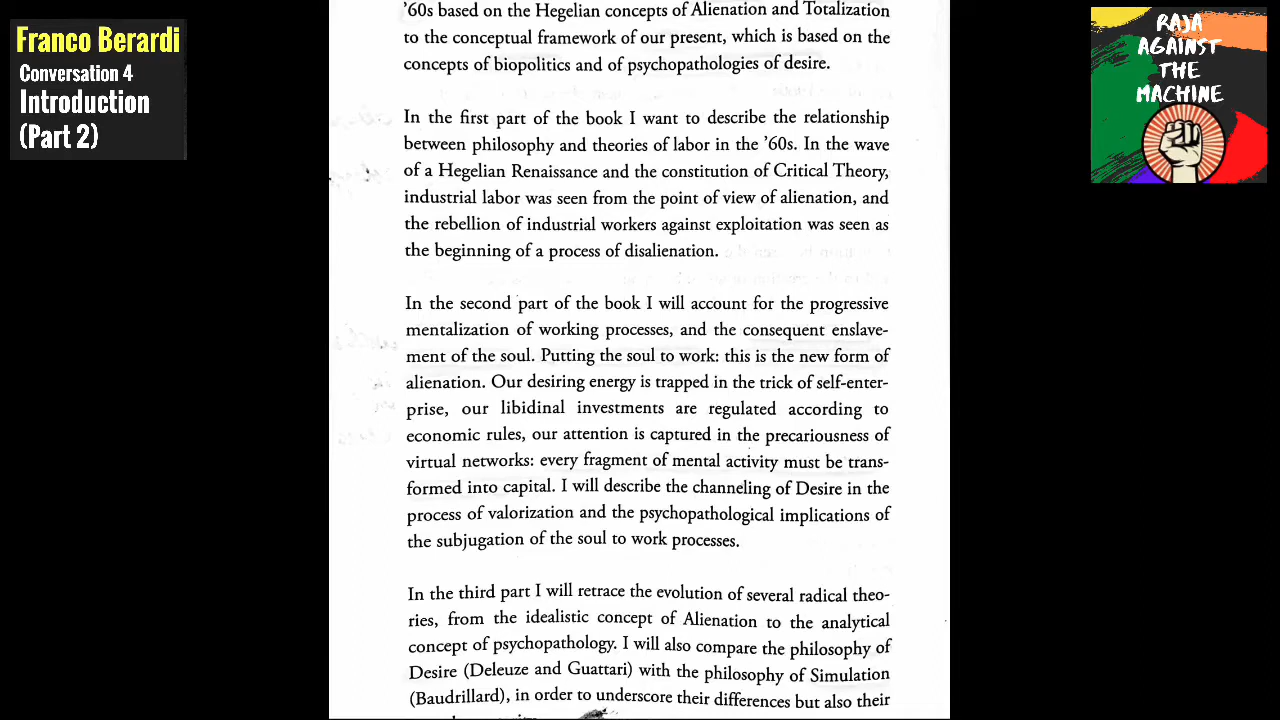 Franco Berardi
Conversation 4
Introduction
(Part 2)
'60s based on the Hegelian concepts of Alienation and Totalization
to the conceptual framework of our present, which is based on the
concepts of biopolitics and of psychopathologies of desire.
In the first part of the book I want to describe the relationship
between philosophy and theories of labor in the '60s. In the wave
of a Hegelian Renaissance and the constitution of Critical Theory,
industrial labor was seen from the point of view of alienation, and
the rebellion of industrial workers against exploitation was seen as
the beginning of a process of disalienation.
In the second part of the book I will account for the progressive
mentalization of working processes, and the consequent enslave-
ment of the soul. Putting the soul to work: this is the new form of
alienation. Our desiring energy is trapped in the trick of self-enter-
prise, our libidinal investments are regulated according to
economic rules, our attention is captured in the precariousness of
virtual networks: every fragment of mental activity must be trans-
formed into capital. I will describe the channeling of Desire in the
process of valorization and the psychopathological implications of
the subjugation of the soul to work processes.
In the third part I will retrace the evolution of several radical theo-
ries, from the idealistic concept of Alienation to the analytical
concept of psychopathology. I will also compare the philosophy of
Desire (Deleuze and Guattari) with the philosophy of Simulation
(Baudrillard), in order to underscore their differences but also their
RAJA
AGAINST
THE
MACHINE